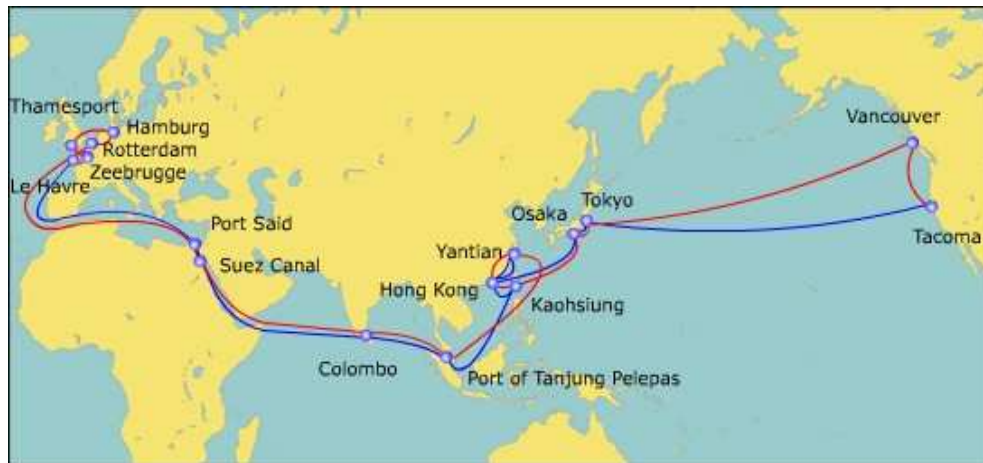 Thamesport
Hamburg
Rotterdam
Zeebrugge
Le Havre
Vancouver
Tokyo
Osaka
Tacoma
Port Said
Yantian
Suez Canal
Hong Kong
Kaohsiung
Colombo
Port of Tanjung Pelepas